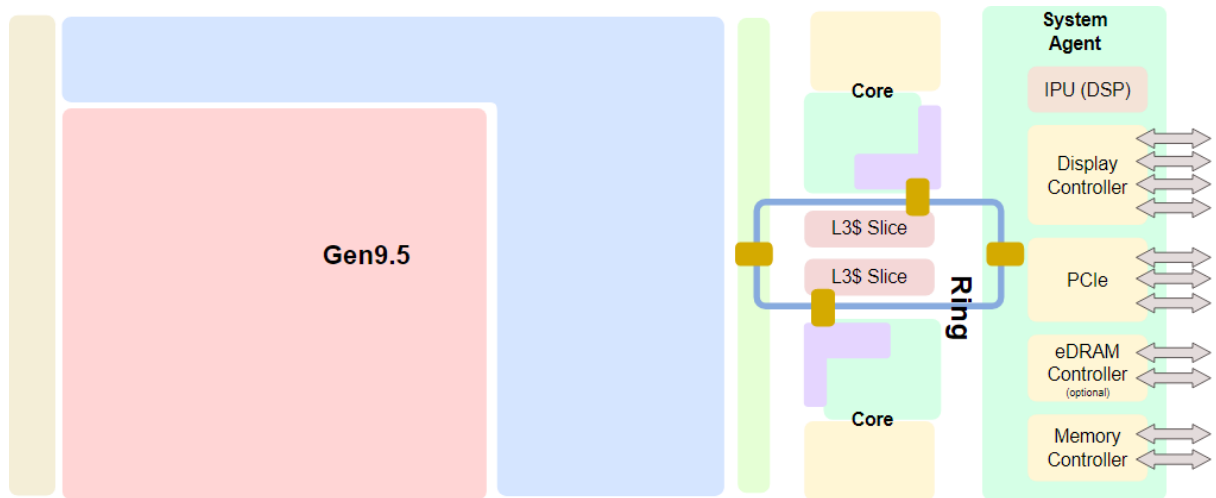 Gen9.5
Core
L3$ Slice
L3$ Slice
Ring
Core
System
Agent
IPU (DSP)
Display
Controller
PCIe
eDRAM
Controller
(optional)
Memory
Controller